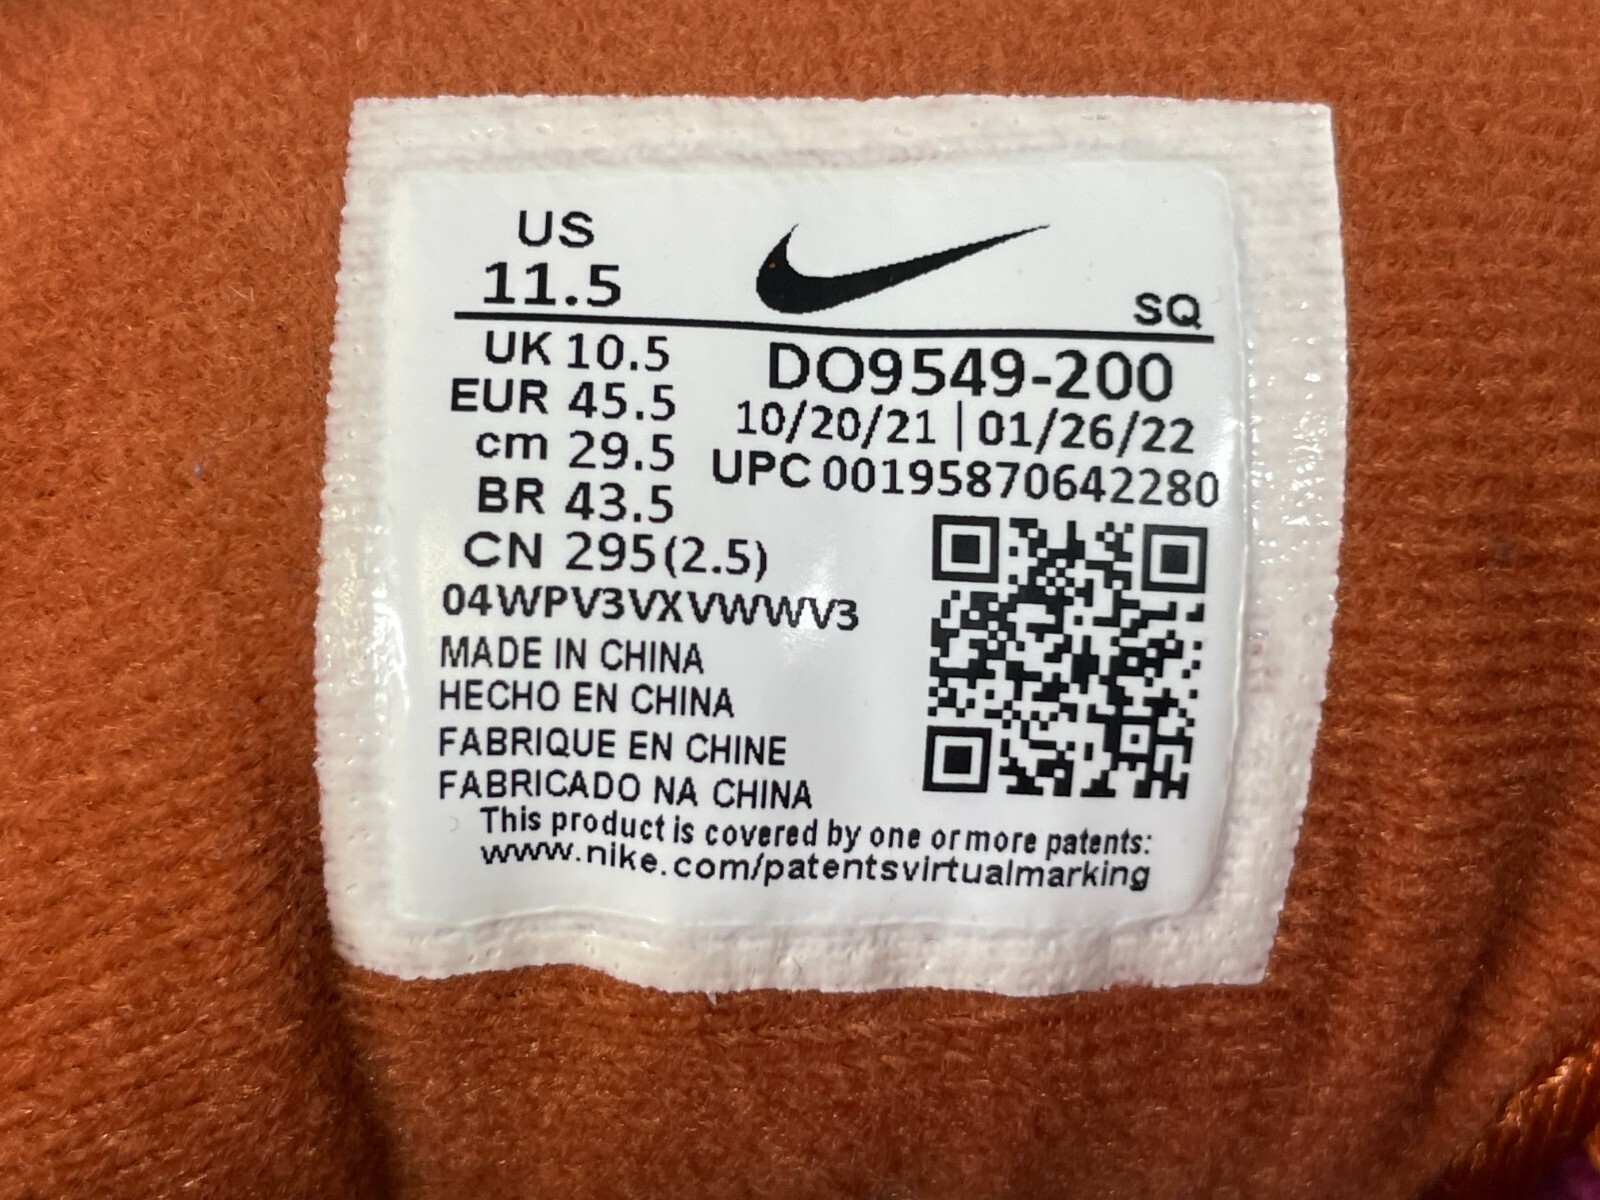 US
11.5
SQ
UK 10.5
EUR 45.5
cm 29.5
BR 43.5
CN 295(2.5)
DO9549-200
10/20/21 | 01/26/22
UPC 00195870642280
04WPV3VXVWWV3
MADE IN CHINA
HECHO EN CHINA
FABRIQUE EN CHINE
FABRICADO NA CHINA
This product is covered by one or more patents:
www.nike.com/patentsvirtualmarking